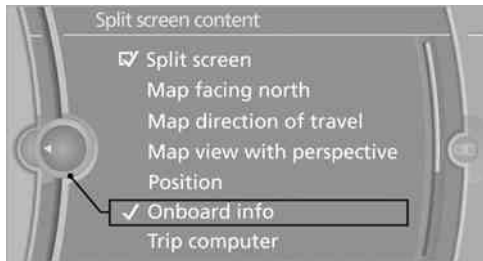 Split screen content
Split screen
Map facing north
Map direction of travel
Map view with perspective
Position
Onboard info
Trip computer